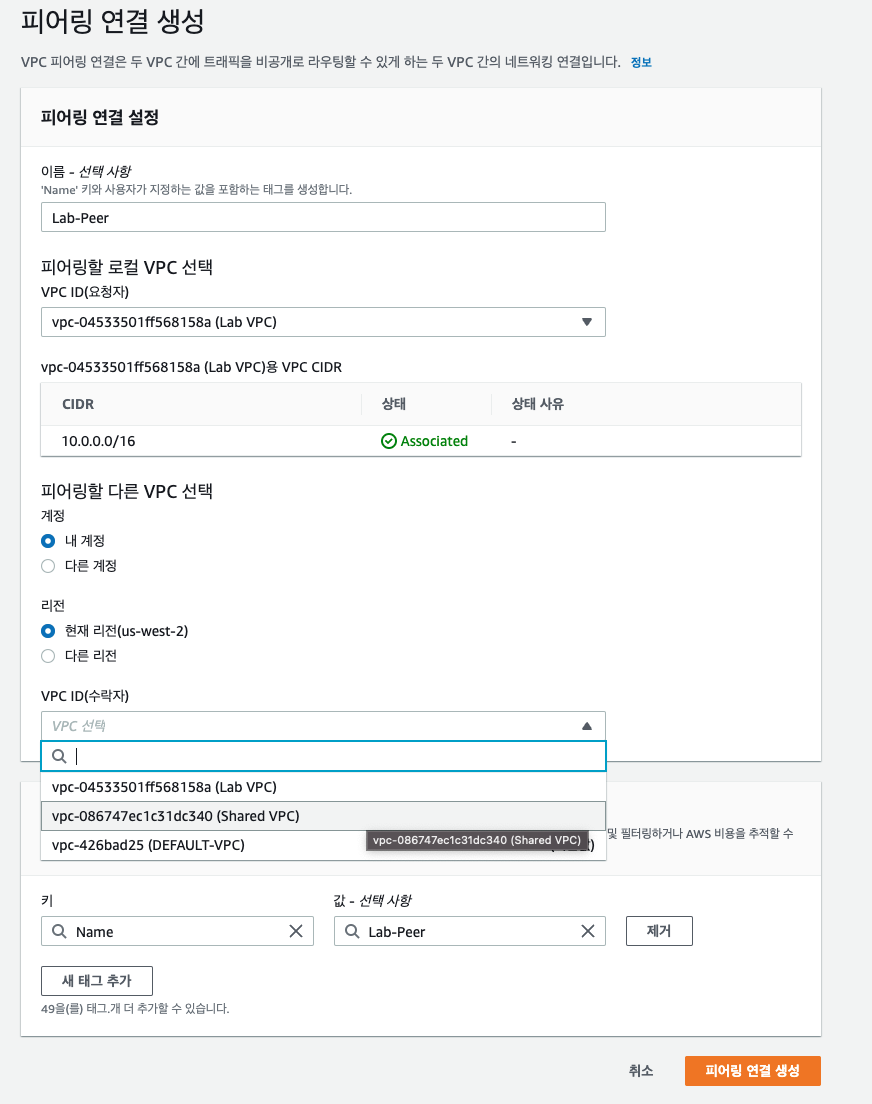 피어링 연결 생성
VPC 피어링 연결은 두 VPC 간에 트래픽을 비공개로 라우팅할 수 있게 하는 두 VPC 간의 네트워킹 연결입니다. 정보
피어링 연결 설정
이름 - 선택 사항
'Name' 키와 사용자가 지정하는 값을 포함하는 태그를 생성합니다.
Lab-Peer
피어링할 로컬 VPC 선택
VPC ID(요청자)
vpc-04533501ff568158a (Lab VPC)
vpc-04533501ff568158a (Lab VPC)용 VPC CIDR
CIDR 상태 상태 사유
10.0.0.0/16 Associated -
피어링할 다른 VPC 선택
계정
내 계정
다른 계정
리전
현재 리전(us-west-2)
다른 리전
VPC ID(수락자)
VPC 선택
vpc-04533501ff568158a (Lab VPC)
vpc-086747ec1c31dc340 (Shared VPC)
vpc-086747ec1c31dc340 (Shared VPC)
vpc-426bad25 (DEFAULT-VPC)
및 필터링하거나 AWS 비용을 추적할 수
키 값 - 선택 사항
Name Lab-Peer 제거
새 태그 추가
49을(를) 태그.개 더 추가할 수 있습니다.
취소 피어링 연결 생성